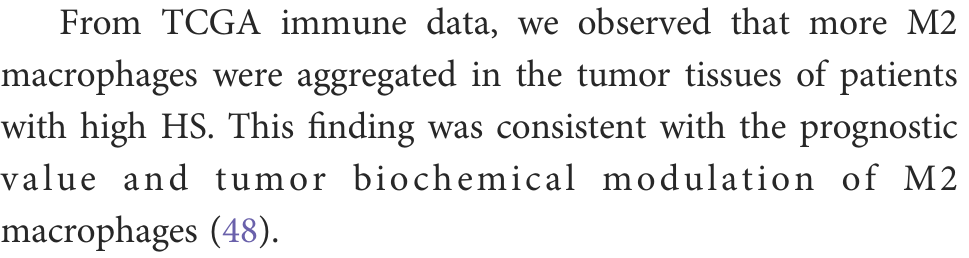 From TCGA immune data, we observed that more M2
macrophages were aggregated in the tumor tissues of patients
with high HS. This finding was consistent with the prognostic
value and tumor biochemical modulation of M2
macrophages (48).